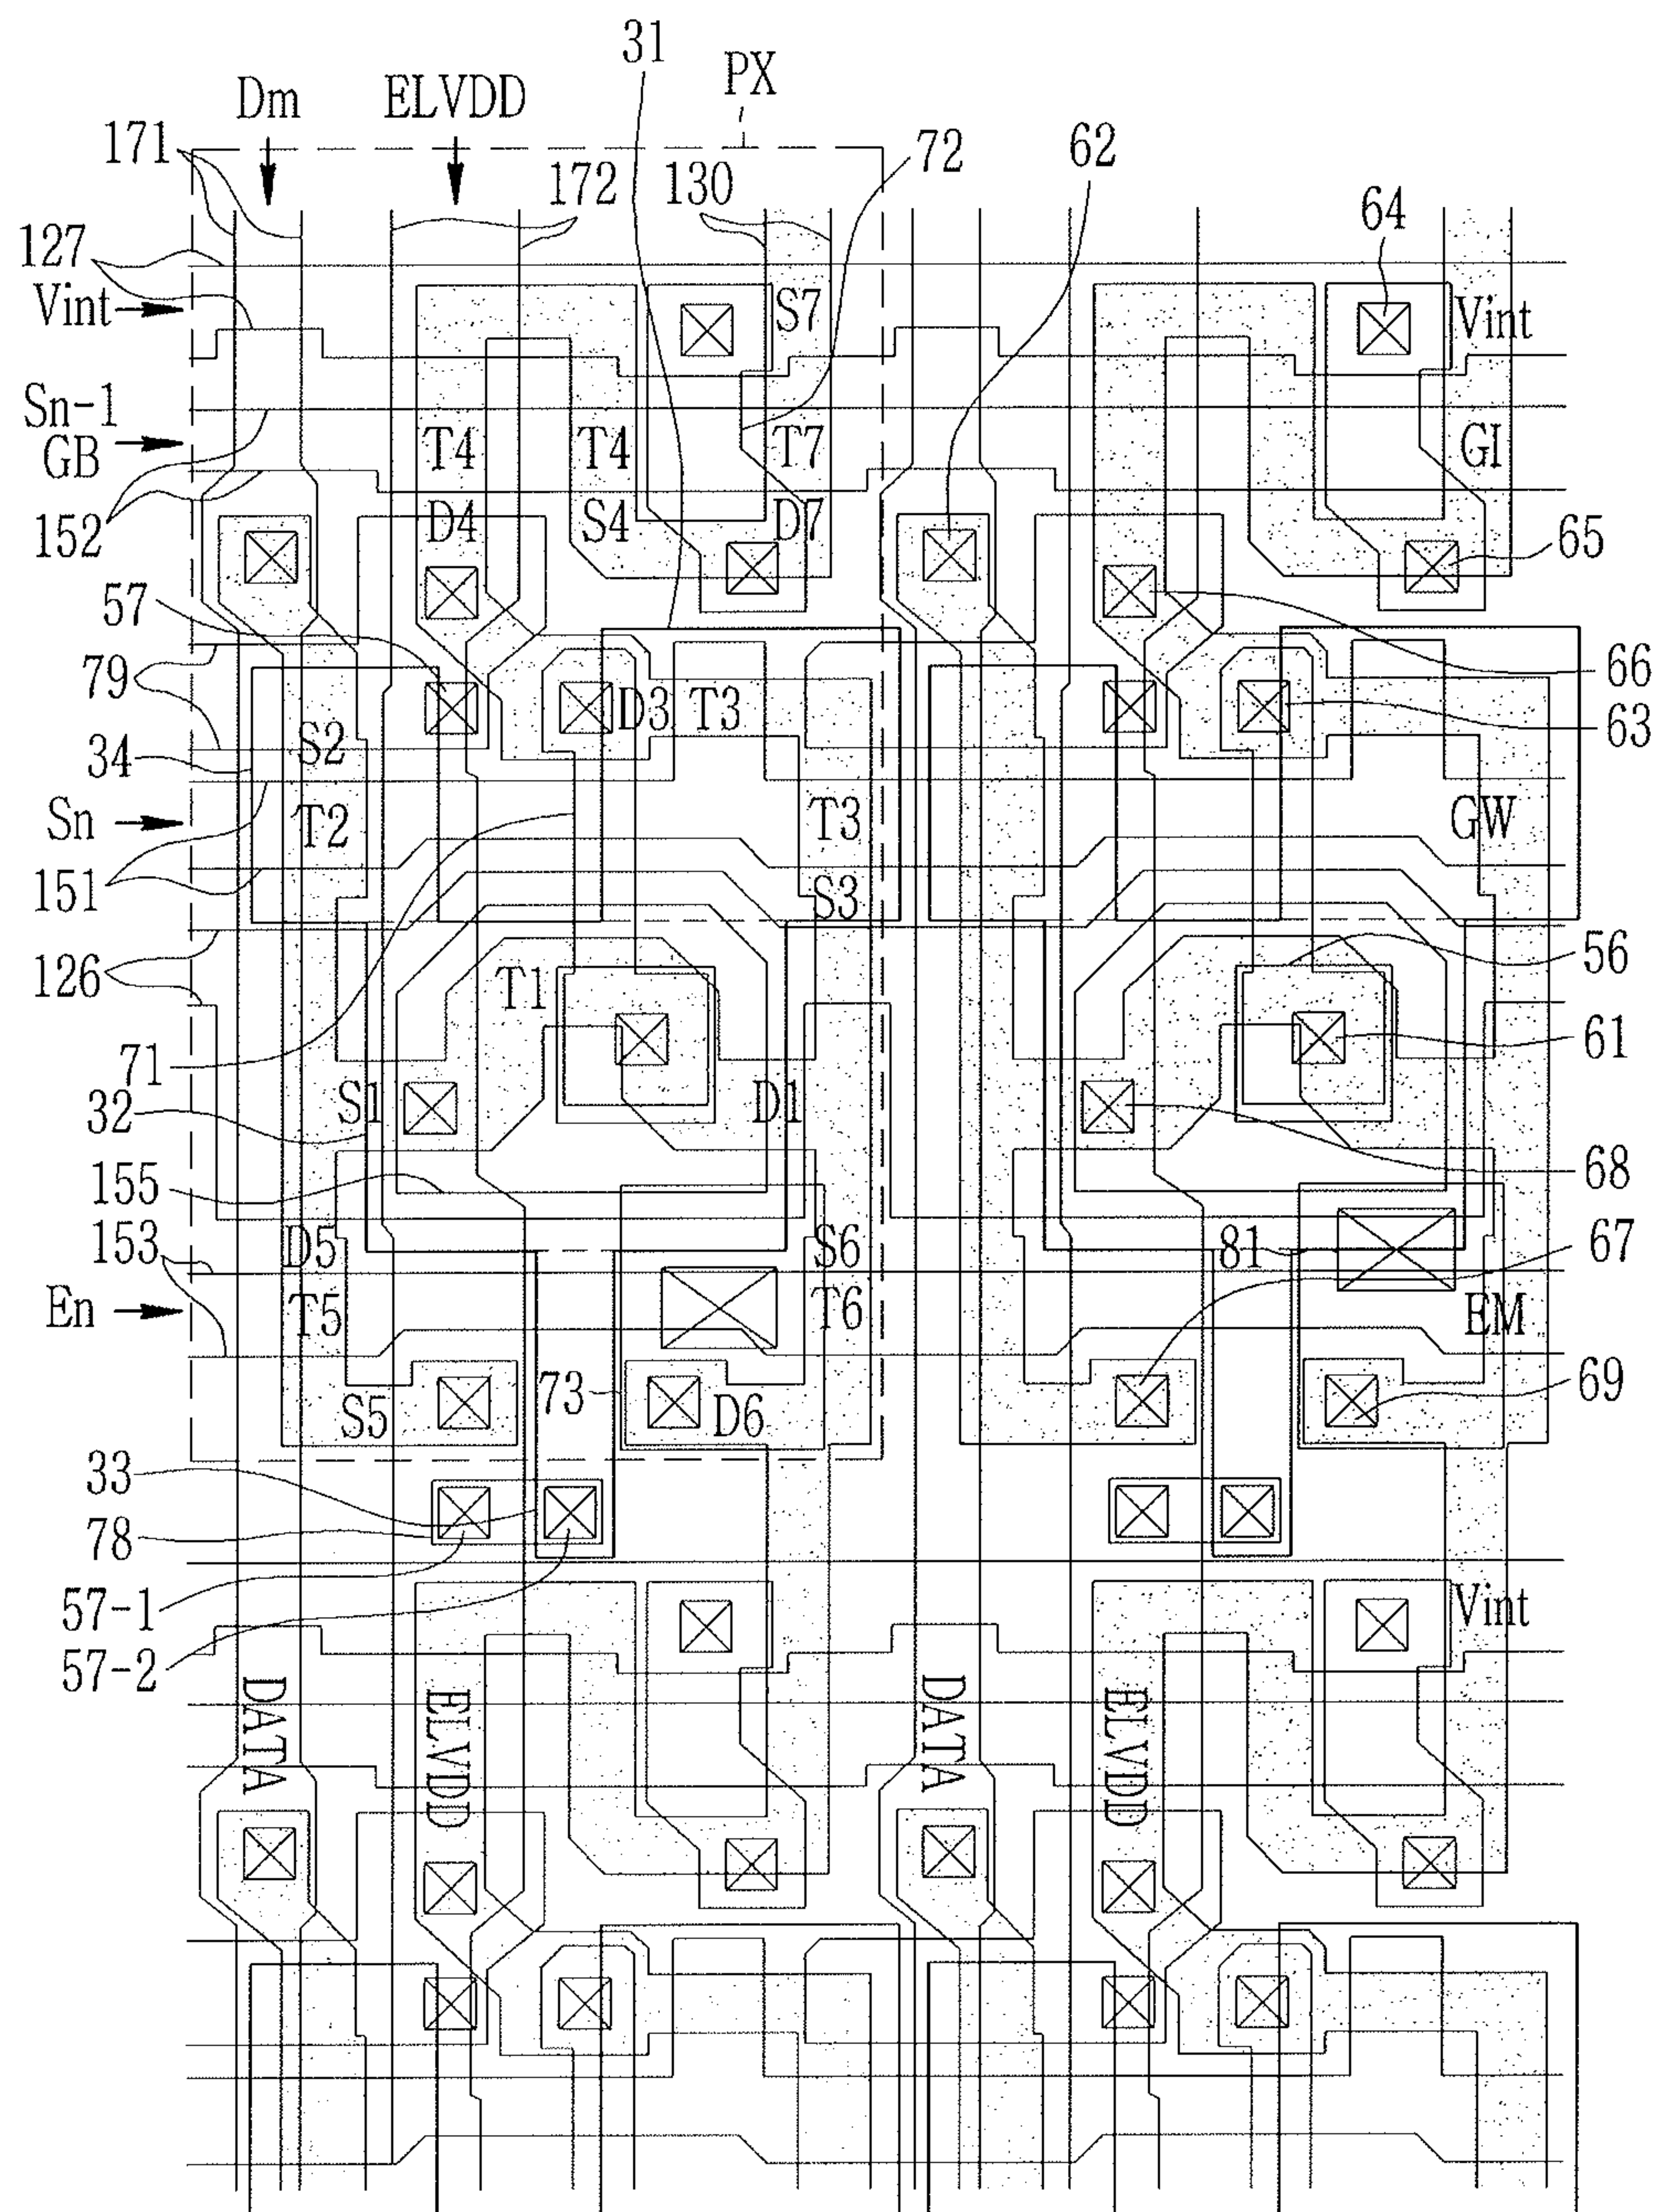 31
PX
Dm
ELVDD
171
172
130
72
62
64
127
Vint
S7
Vint
Sn-1
GB
T4
T4
T7
GI
152
D4
S4
D7
65
57
66
79
D3
T3
63
S2
34
Sn
T2
T3
GW
151
S3
126
T1
56
71
61
32
S1
D1
68
155
153
D5
S6
81
67
En
T5
T6
EM
S5
73
D6
69
33
78
57-1
Vint
57-2
DATA
ELVDD
DATA
ELVDD